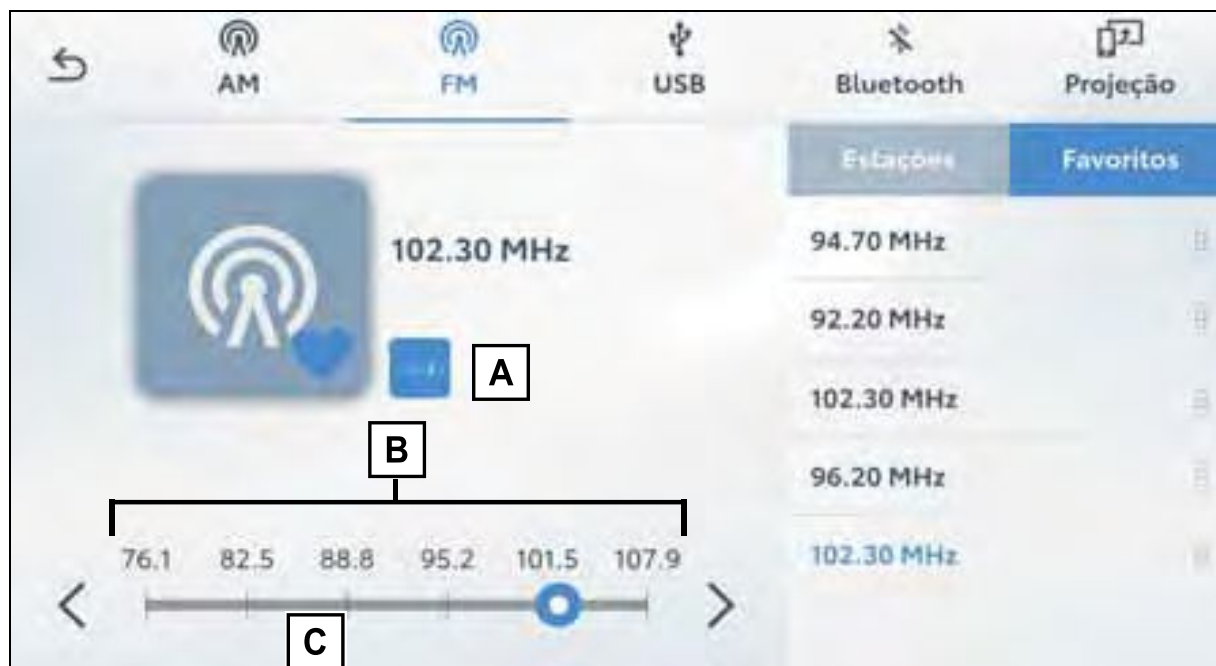 AM
FM
USB
Bluetooth
Projeção
Estações
Favoritos
102.30 MHz
A
B
76.1 82.5 88.8 95.2 101.5 107.9
C
94.70 MHz
92.20 MHz
102.30 MHz
96.20 MHz
102.30 MHz